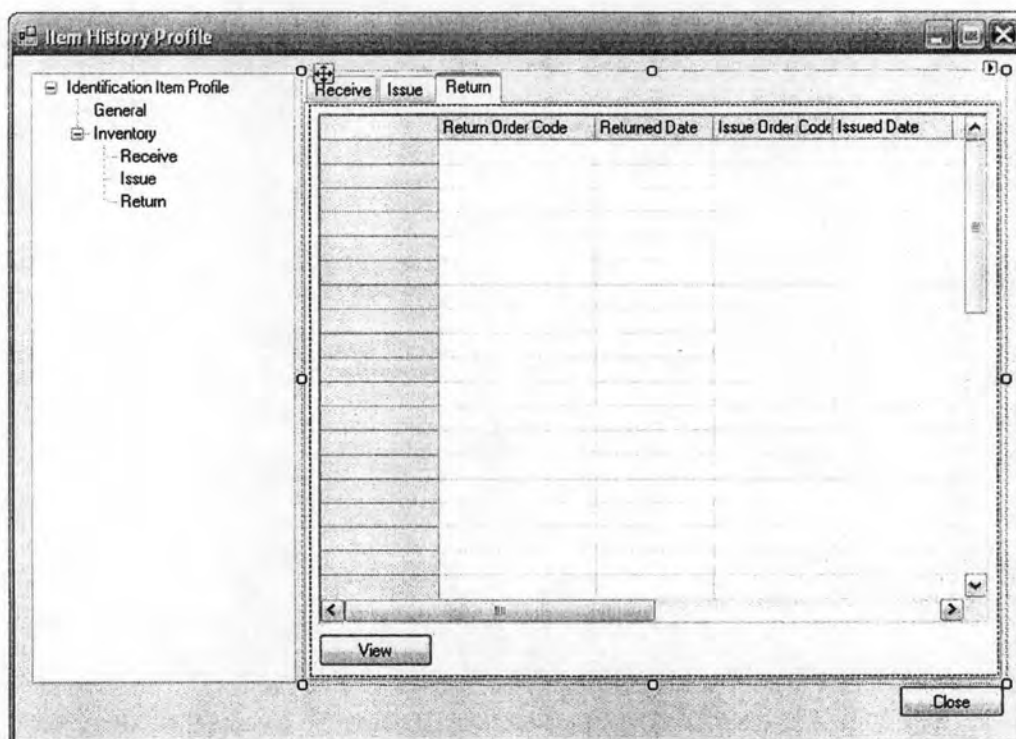 Item History Profile
Identification Item Profile
General
Inventory
Receive
Issue
Return
Receive Issue Return
Return Order Code Returned Date Issue Order Code Issued Date
View
Close